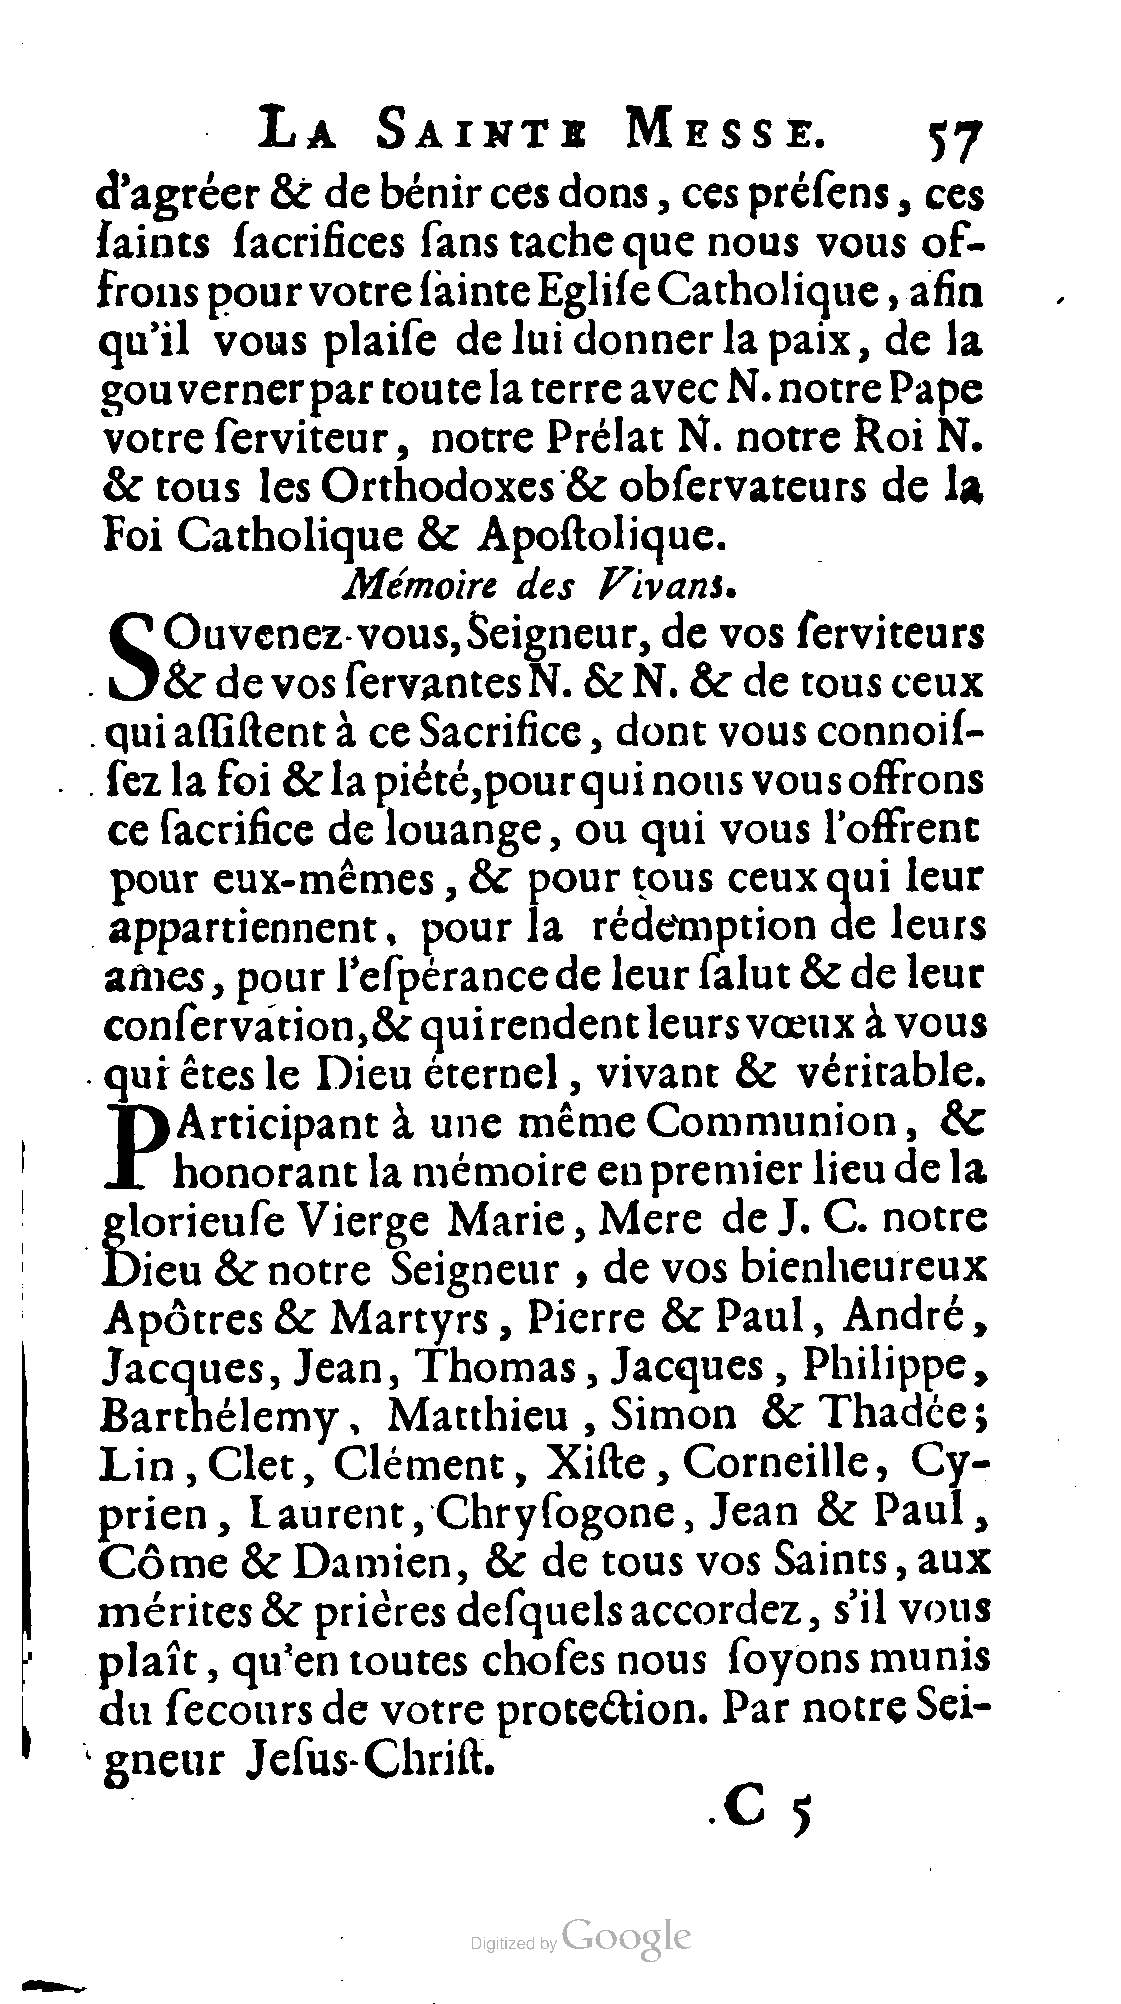 LA SAINTE MESSE. 57
d'agréer & de bénir ces dons, ces préſens, ces
ſaints ſacrifices ſans tache que nous vous of-
frons pour votre ſainte Egliſe Catholique, afin
qu'il vous plaiſe de lui donner la paix, de la
gouverner par toute la terre avec N. notre Pape
votre ſerviteur, notre Prélat N. notre Roi N.
& tous les Orthodoxes & obſervateurs de la
Foi Catholique & Apoſtolique.
Mémoire des Vivans.
SOuvenez-vous, Seigneur, de vos ſerviteurs
& de vos ſervantes N. & N. & de tous ceux
qui aſſiſtent à ce Sacrifice, dont vous connoiſ-
ſez la foi & la piété, pour qui nous vous offrons
ce ſacrifice de louange, ou qui vous l'offrent
pour eux-mêmes, & pour tous ceux qui leur
appartiennent, pour la rédemption de leurs
ames, pour l'eſpérance de leur ſalut & de leur
conſervation, & qui rendent leurs vœux à vous
qui êtes le Dieu éternel, vivant & véritable.
PArticipant à une même Communion, &
honorant la mémoire en premier lieu de la
glorieuſe Vierge Marie, Mere de J. C. notre
Dieu & notre Seigneur, de vos bienheureux
Apôtres & Martyrs, Pierre & Paul, André,
Jacques, Jean, Thomas, Jacques, Philippe,
Barthélemy, Matthieu, Simon & Thadée;
Lin, Clet, Clément, Xiſte, Corneille, Cy-
prien, Laurent, Chryſogone, Jean & Paul,
Côme & Damien, & de tous vos Saints, aux
mérites & prières deſquels accordez, s'il vous
plaît, qu'en toutes choſes nous ſoyons munis
du ſecours de votre protection. Par notre Sei-
gneur Jeſus-Chriſt.
C 5
Digitized by Google